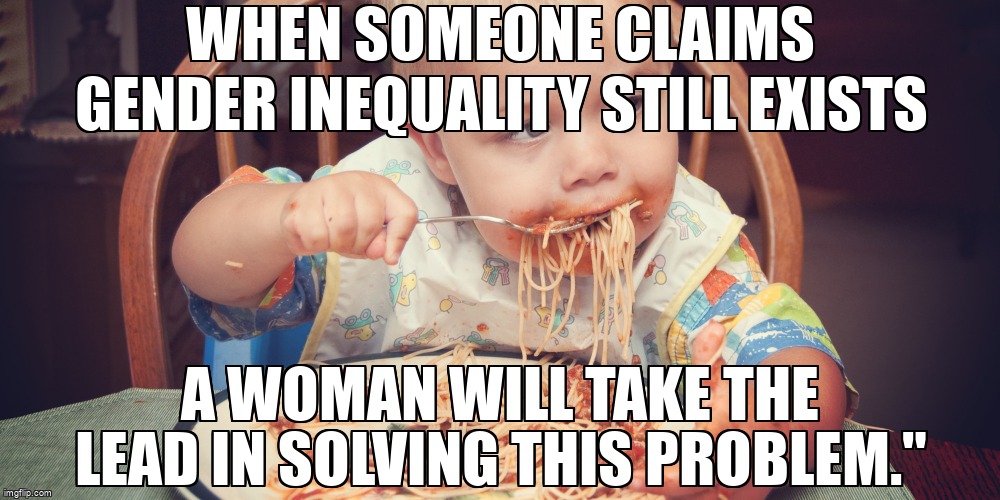 WHEN SOMEONE CLAIMS
GENDER INEQUALITY STILL EXISTS
A WOMAN WILL TAKE THE
LEAD IN SOLVING THIS PROBLEM."
imgflip.com